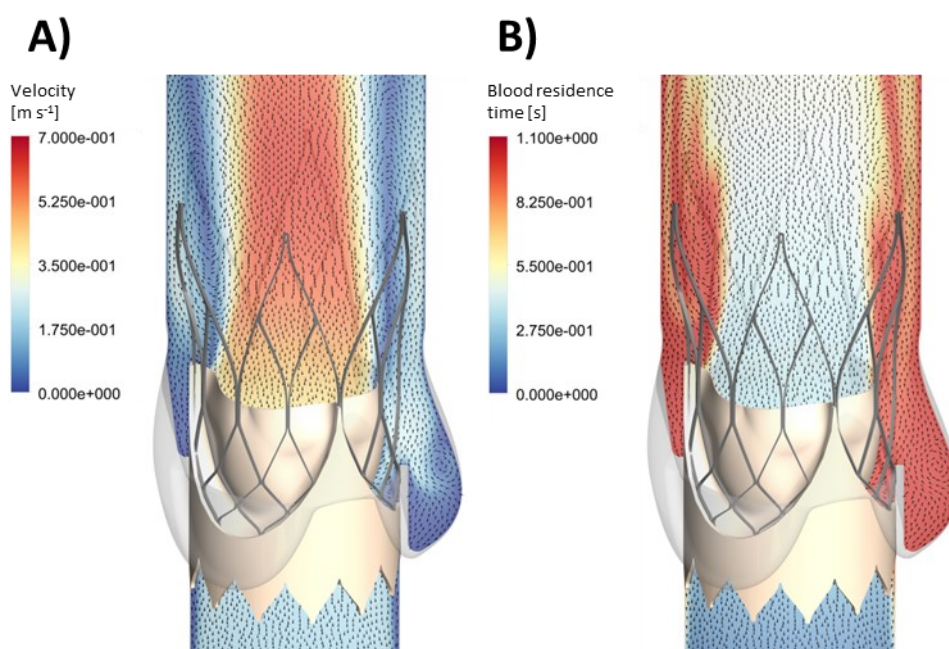 A)
B)
Velocity
[m s⁻¹]
7.000e-001
5.250e-001
3.500e-001
1.750e-001
0.000e+000
Blood residence
time [s]
1.100e+000
8.250e-001
5.500e-001
2.750e-001
0.000e+000